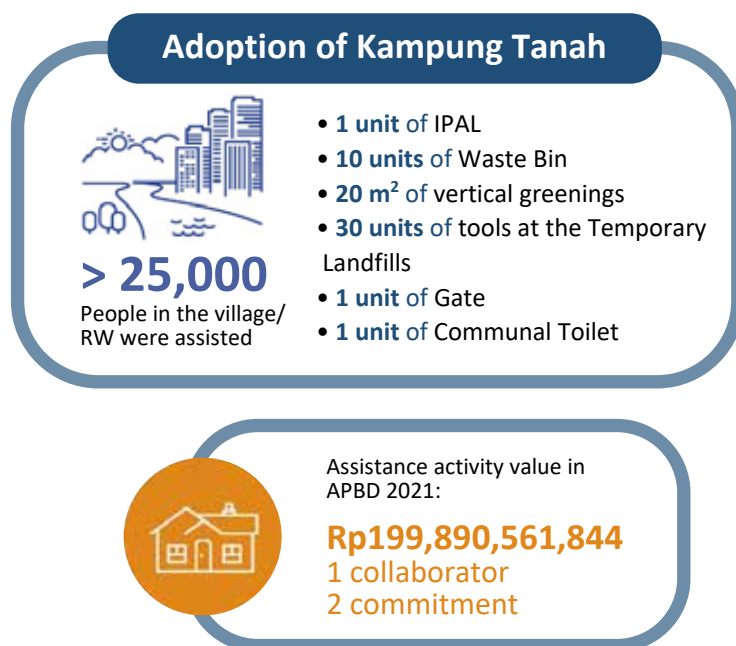 Adoption of Kampung Tanah
> 25,000
People in the village/
RW were assisted
• 1 unit of IPAL
• 10 units of Waste Bin
• 20 m² of vertical greenings
• 30 units of tools at the Temporary
Landfills
• 1 unit of Gate
• 1 unit of Communal Toilet
Assistance activity value in
APBD 2021:
Rp199,890,561,844
1 collaborator
2 commitment